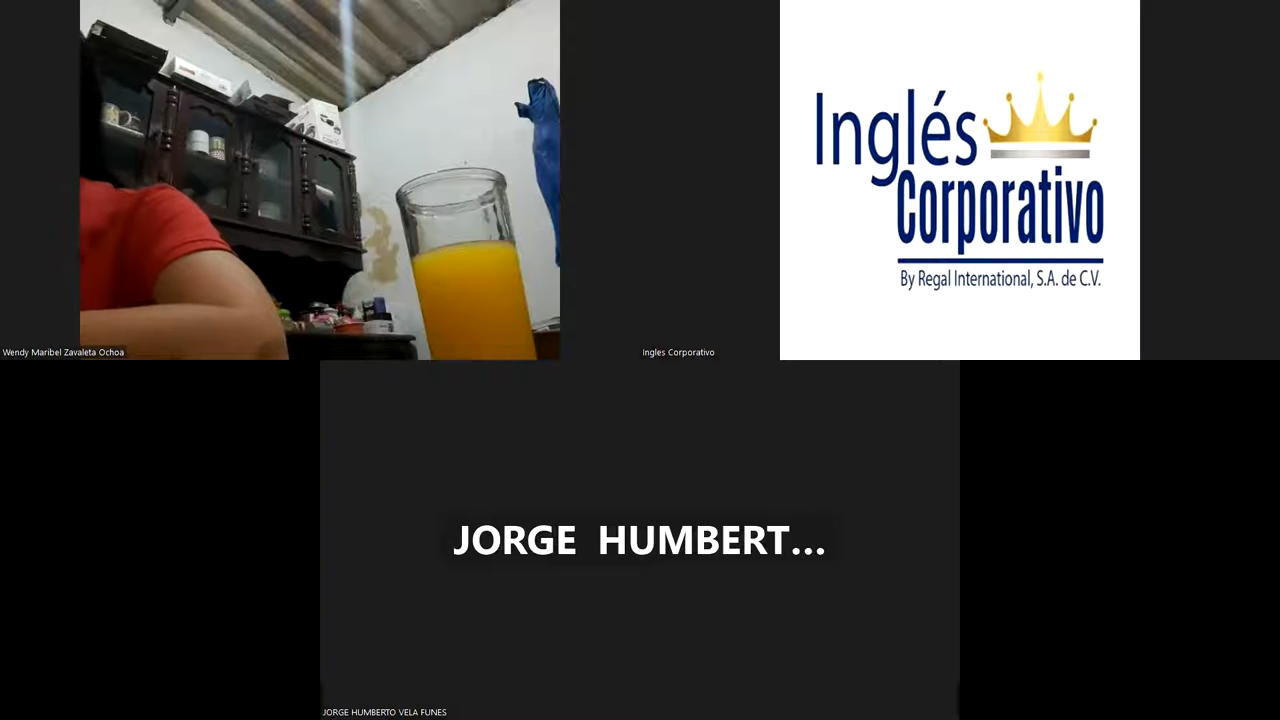 Inglés
Corporativo
By Regal International, S.A. de C.V.
Wendy Maribel Zavaleta Ochoa
Ingles Corporativo
JORGE HUMBERT...
JORGE HUMBERTO VELA FUNES